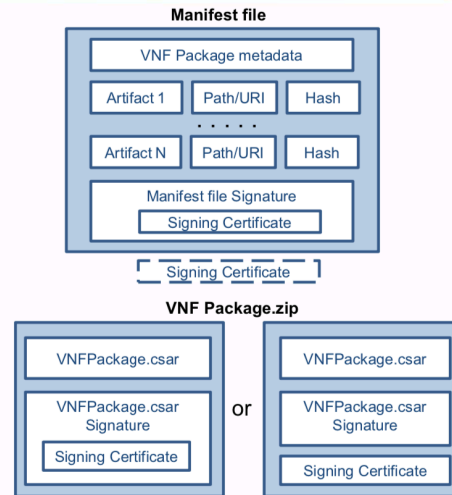 Manifest file
VNF Package metadata
Artifact 1 Path/URI Hash
. . . . .
Artifact N Path/URI Hash
Manifest file Signature
Signing Certificate
Signing Certificate
VNF Package.zip
VNFPackage.csar
VNFPackage.csar
Signature
Signing Certificate
or
VNFPackage.csar
VNFPackage.csar
Signature
Signing Certificate